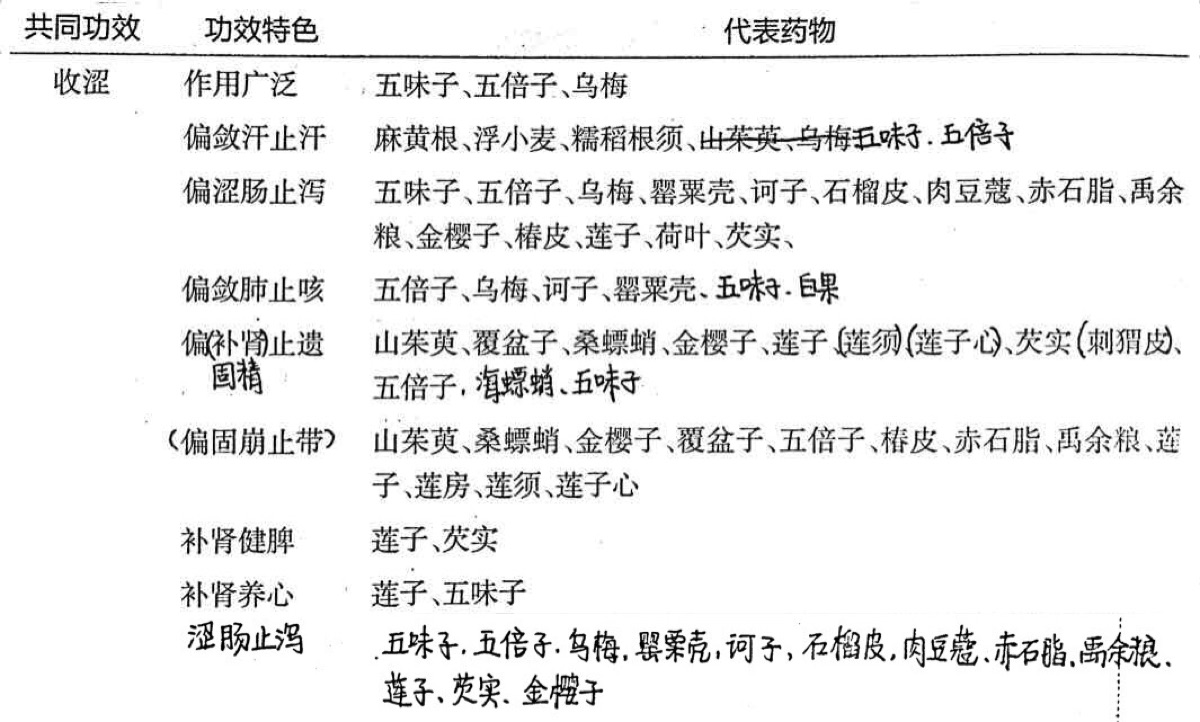 共同功效 功效特色 代表药物
收涩 作用广泛 五味子、五倍子、乌梅
偏敛汗止汗 麻黄根、浮小麦、糯稻根须、山茱萸、乌梅五味子.五倍子
偏涩肠止泻 五味子、五倍子、乌梅、罂粟壳、诃子、石榴皮、肉豆蔻、赤石脂、禹余
粮、金樱子、椿皮、莲子、荷叶、芡实、
偏敛肺止咳 五倍子、乌梅、诃子、罂粟壳、五味子.白果
偏(补肾)止遗 山茱萸、覆盆子、桑螵蛸、金樱子、莲子、(莲须)(莲子心)、芡实(刺猬皮)、
固精 五倍子,海螵蛸、五味子
(偏固崩止带) 山茱萸、桑螵蛸、金樱子、覆盆子、五倍子、椿皮、赤石脂、禹余粮、莲
子、莲房、莲须、莲子心
补肾健脾 莲子、芡实
补肾养心 莲子、五味子
涩肠止泻 五味子,五倍子.乌梅,罂粟壳,诃子,石榴皮,肉豆蔻、赤石脂,禹余狼、
莲子、芡实、金樱子